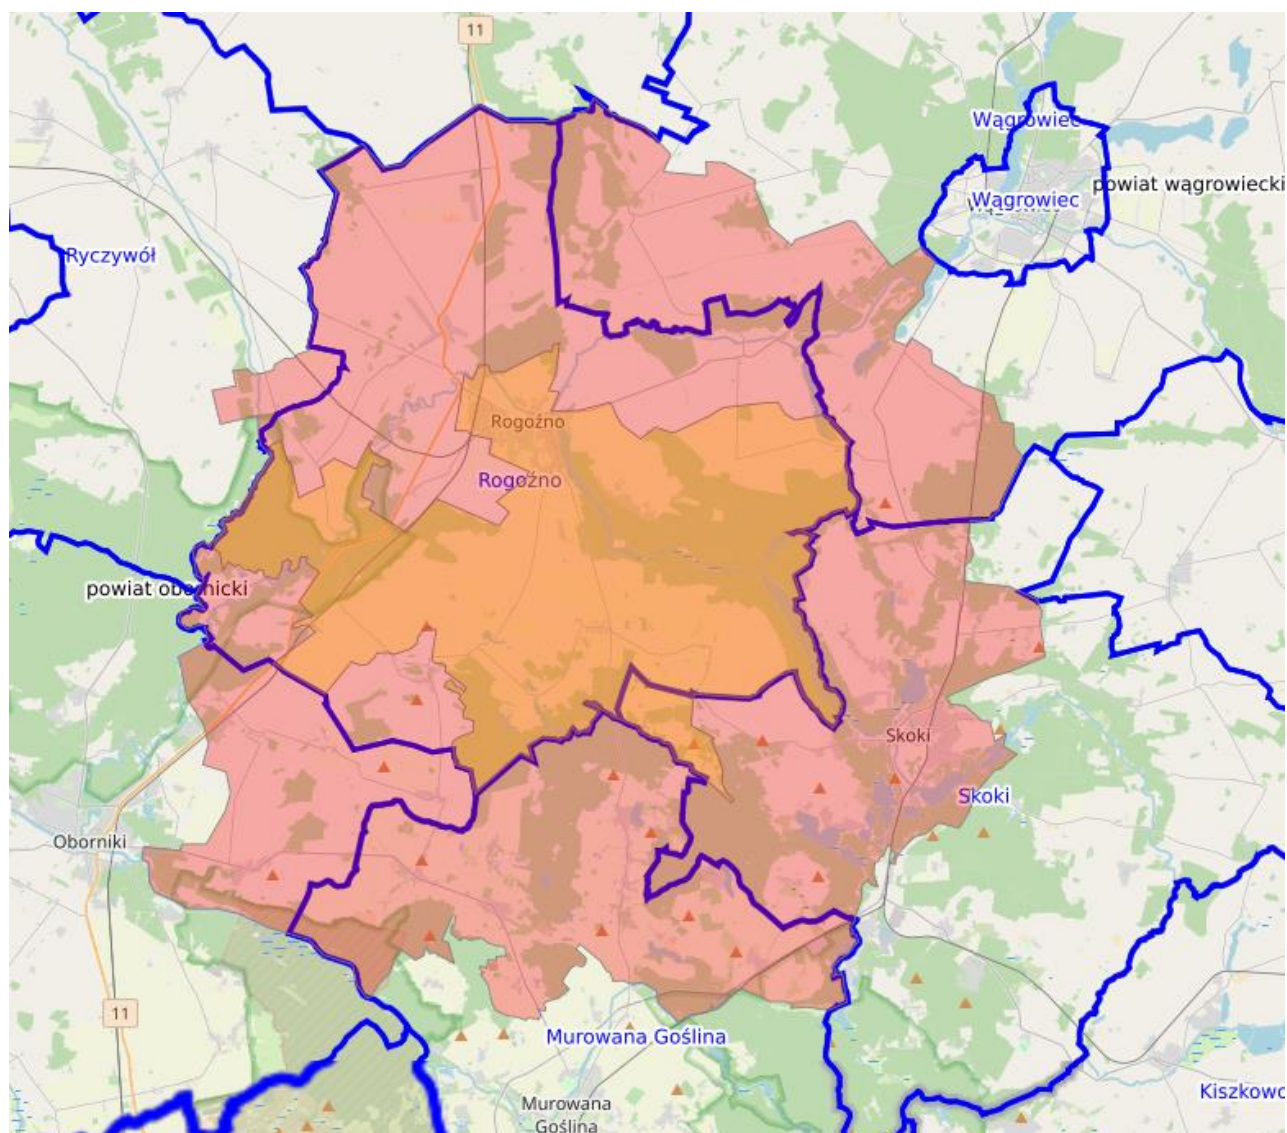 11
Wągrowiec
powiat wągrowiecki
Wągrowiec
Ryczywół
Rogoźno
Rogoźno
powiat obornicki
Skoki
Skoki
Oborniki
11
Murowana Goślina
Kiszkowo
Murowana
Goślina